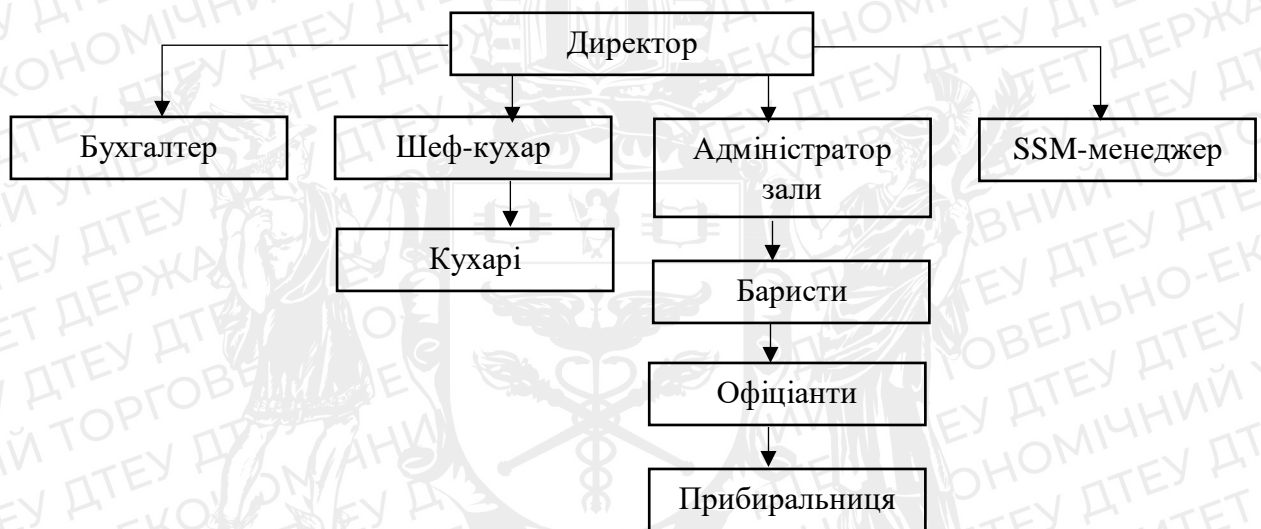 Директор
Бухгалтер
Шеф-кухар
Адміністратор
зали
SSM-менеджер
Кухарі
Баристи
Офіціанти
Прибиральниця